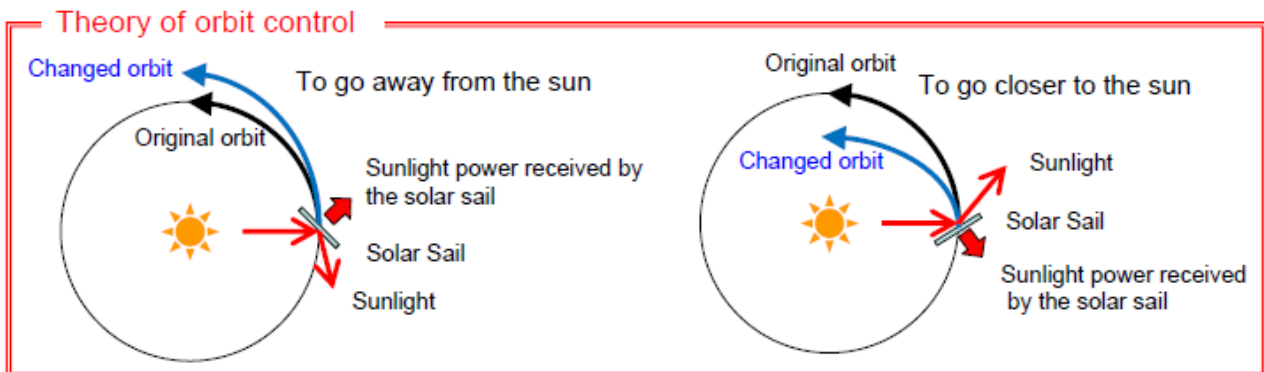 Theory of orbit control
Changed orbit
To go away from the sun
Original orbit
Sunlight power received by
the solar sail
Solar Sail
Sunlight
Original orbit
To go closer to the sun
Changed orbit
Sunlight
Solar Sail
Sunlight power received
by the solar sail